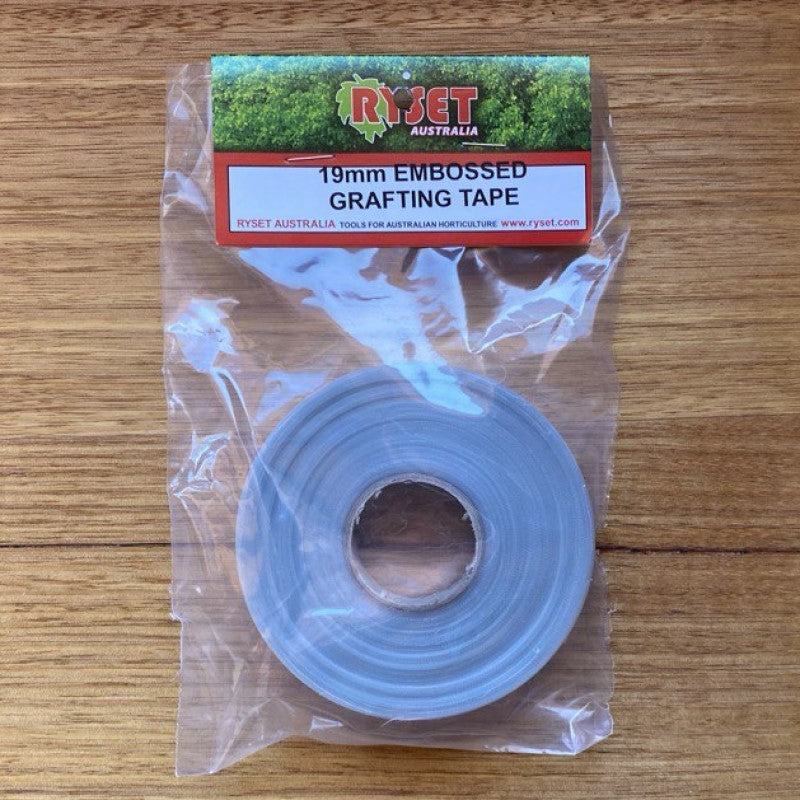 RYSET
AUSTRALIA
19mm EMBOSSED
GRAFTING TAPE
RYSET AUSTRALIA TOOLS FOR AUSTRALIAN HORTICULTURE www.ryset.com